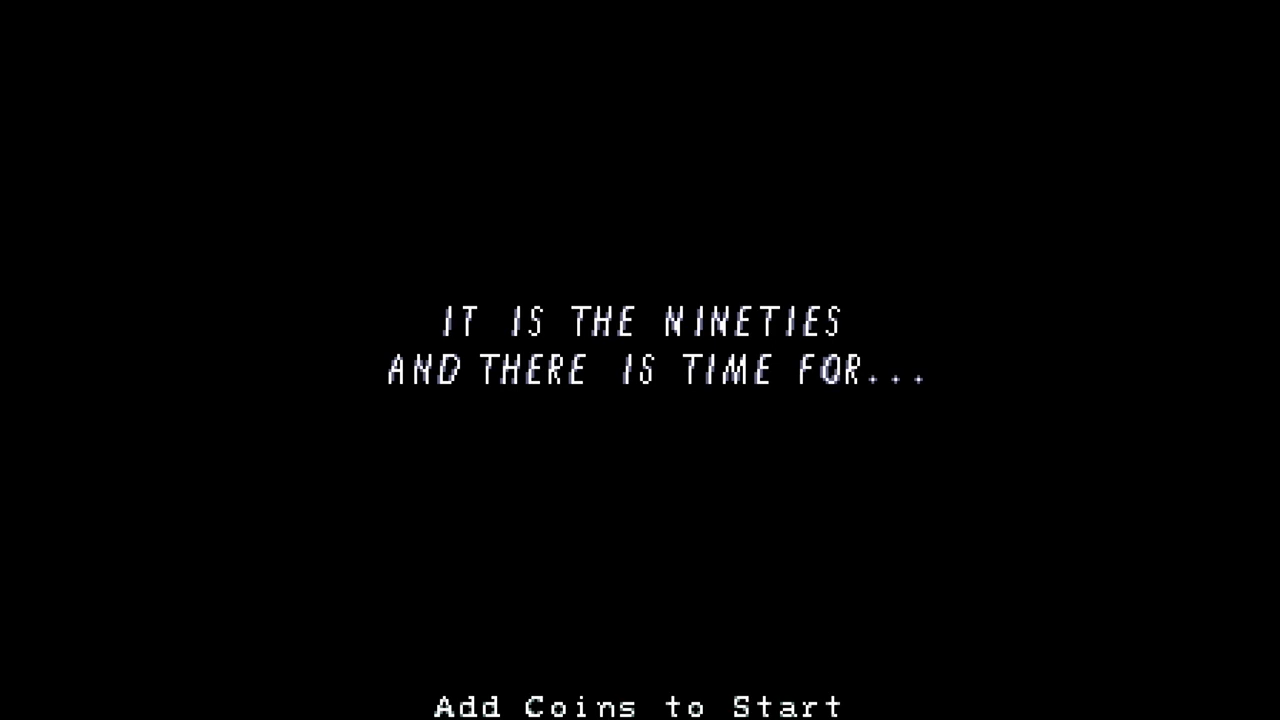 IT IS THE NINETIES
AND THERE IS TIME FOR...
Add Coins to Start